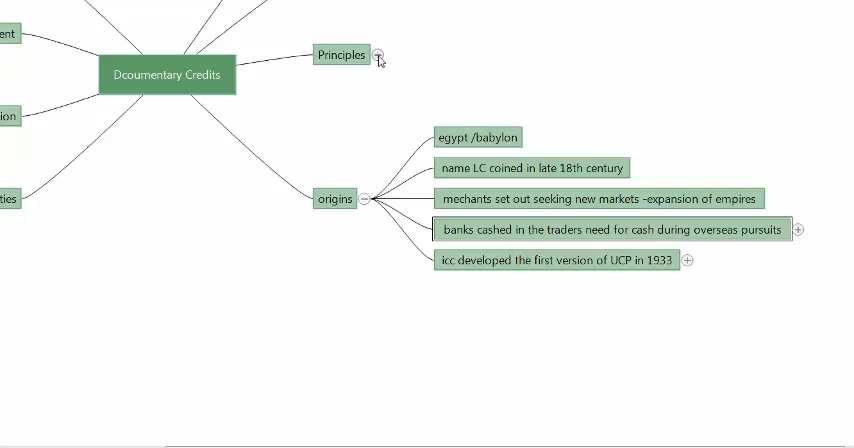 ent
Principles
Dcoumentary Credits
ion
egypt /babylon
name LC coined in late 18th century
ties
origins
mechants set out seeking new markets -expansion of empires
banks cashed in the traders need for cash during overseas pursuits
icc developed the first version of UCP in 1933